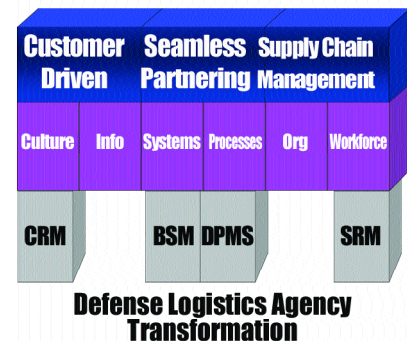 Customer Driven
Seamless Partnering
Supply Chain Management
Culture Info Systems Processes Org Workforce
CRM BSM DPMS SRM
Defense Logistics Agency
Transformation